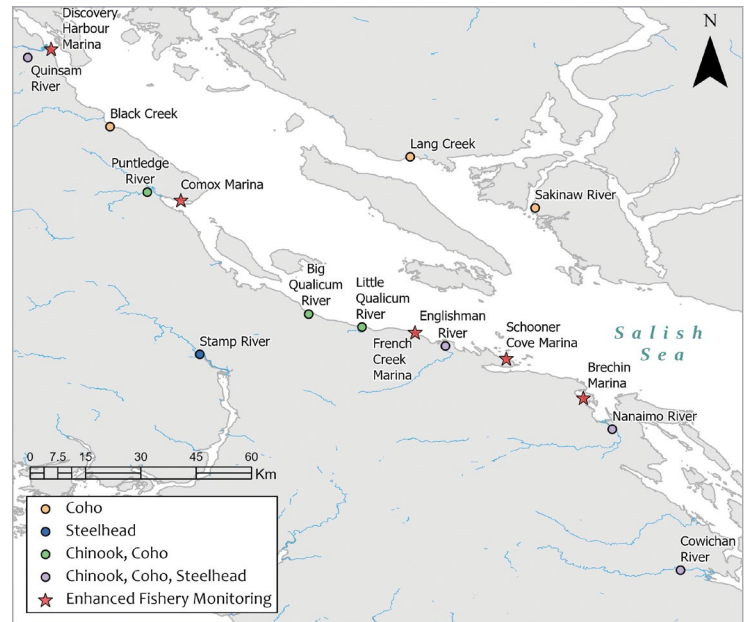 Discovery
Harbour
Marina
N
Quinsam
River
Black Creek
Lang Creek
Puntledge
River
Comox Marina
Sakinaw River
Big
Qualicum
River
Little
Qualicum
River
Englishman
River
Schooner
Cove Marina
Salish
Sea
Stamp River
French
Creek
Marina
Brechin
Marina
Nanaimo River
0 7.5 15 30 45 60
Km
Coho
Steelhead
Chinook, Coho
Chinook, Coho, Steelhead
Enhanced Fishery Monitoring
Cowichan
River